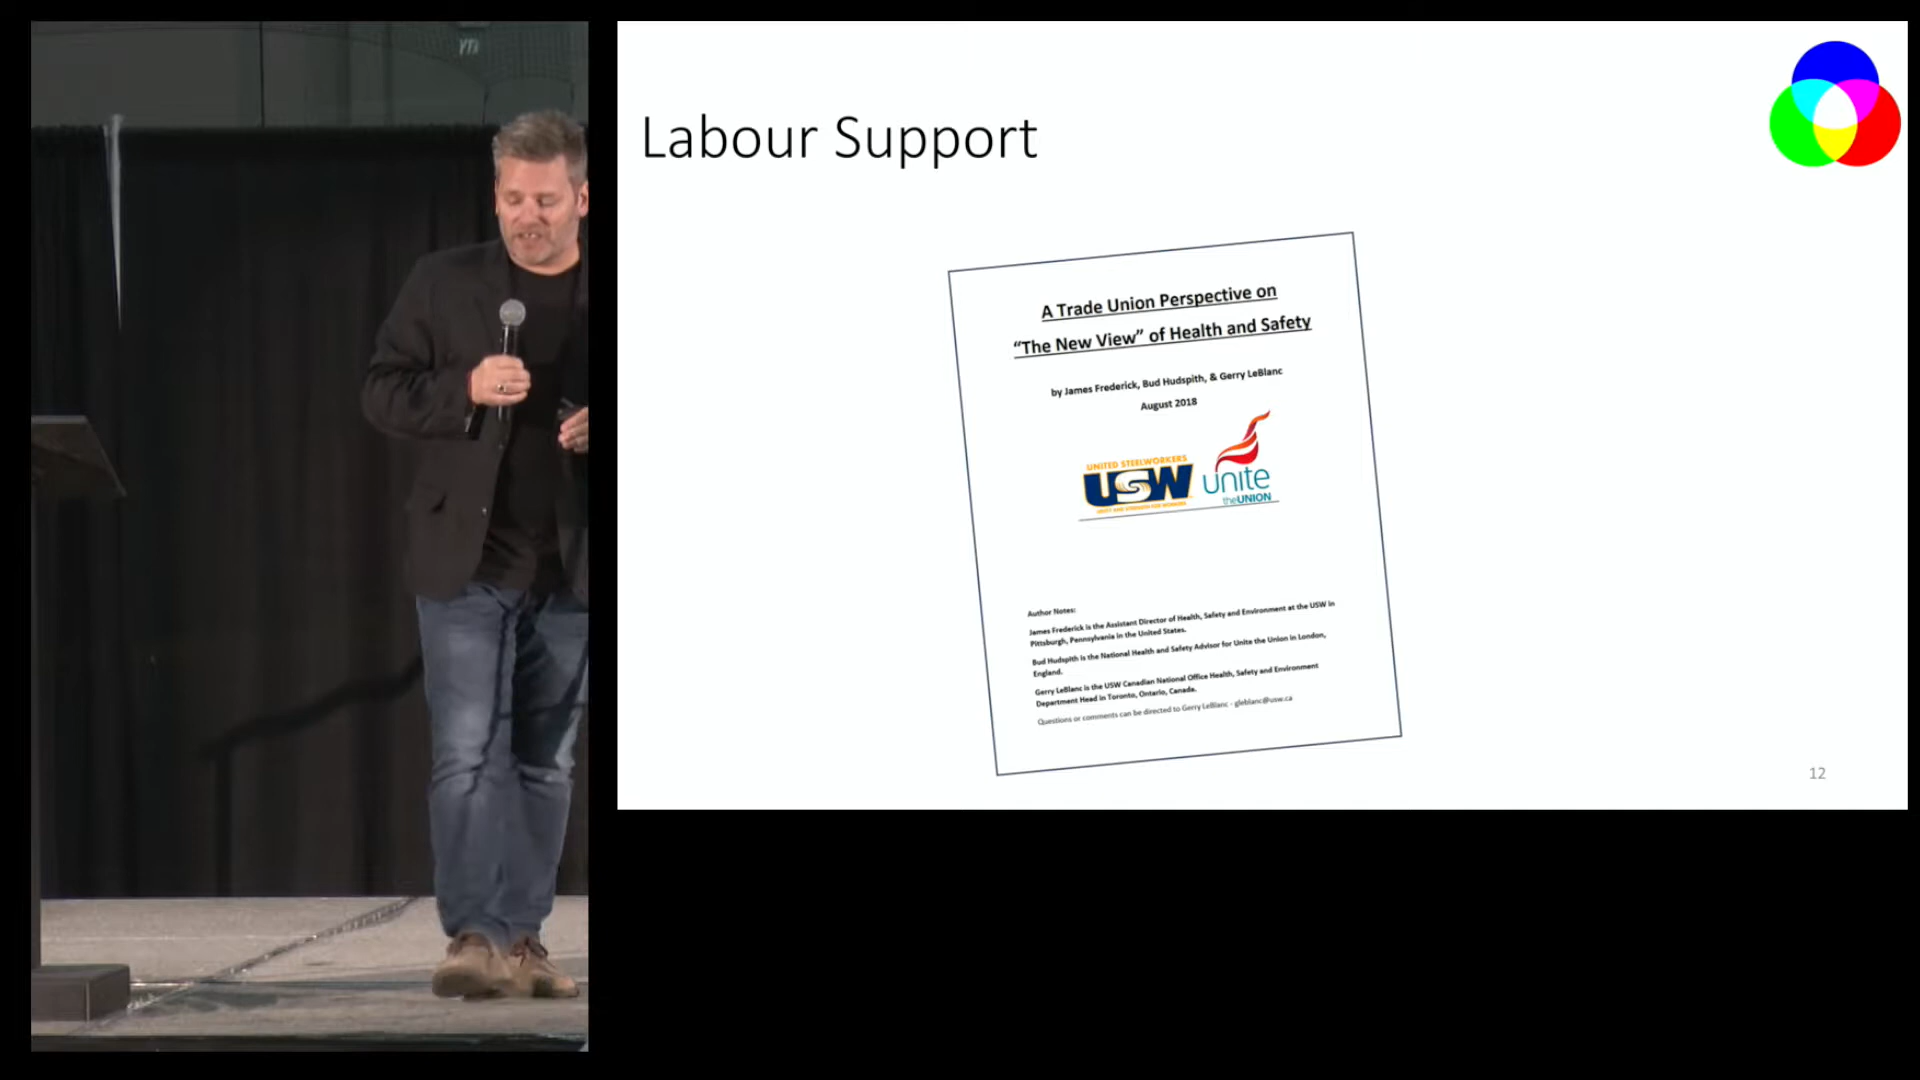 Labour Support
A Trade Union Perspective on
“The New View” of Health and Safety
by James Frederick, Bud Hudspith, & Gerry LeBlanc
August 2018
UNITED STEELWORKERS
USW
UNITY AND STRENGTH FOR WORKERS
unite
theUNION
Author Notes:
James Frederick is the Assistant Director of Health, Safety and Environment at the USW in
Pittsburgh, Pennsylvania in the United States.
Bud Hudspith is the National Health and Safety Advisor for Unite the Union in London,
England.
Gerry LeBlanc is the USW Canadian National Office Health, Safety and Environment
Department Head in Toronto, Ontario, Canada.
Questions or comments can be directed to Gerry LeBlanc - gleblanc@usw.ca
12